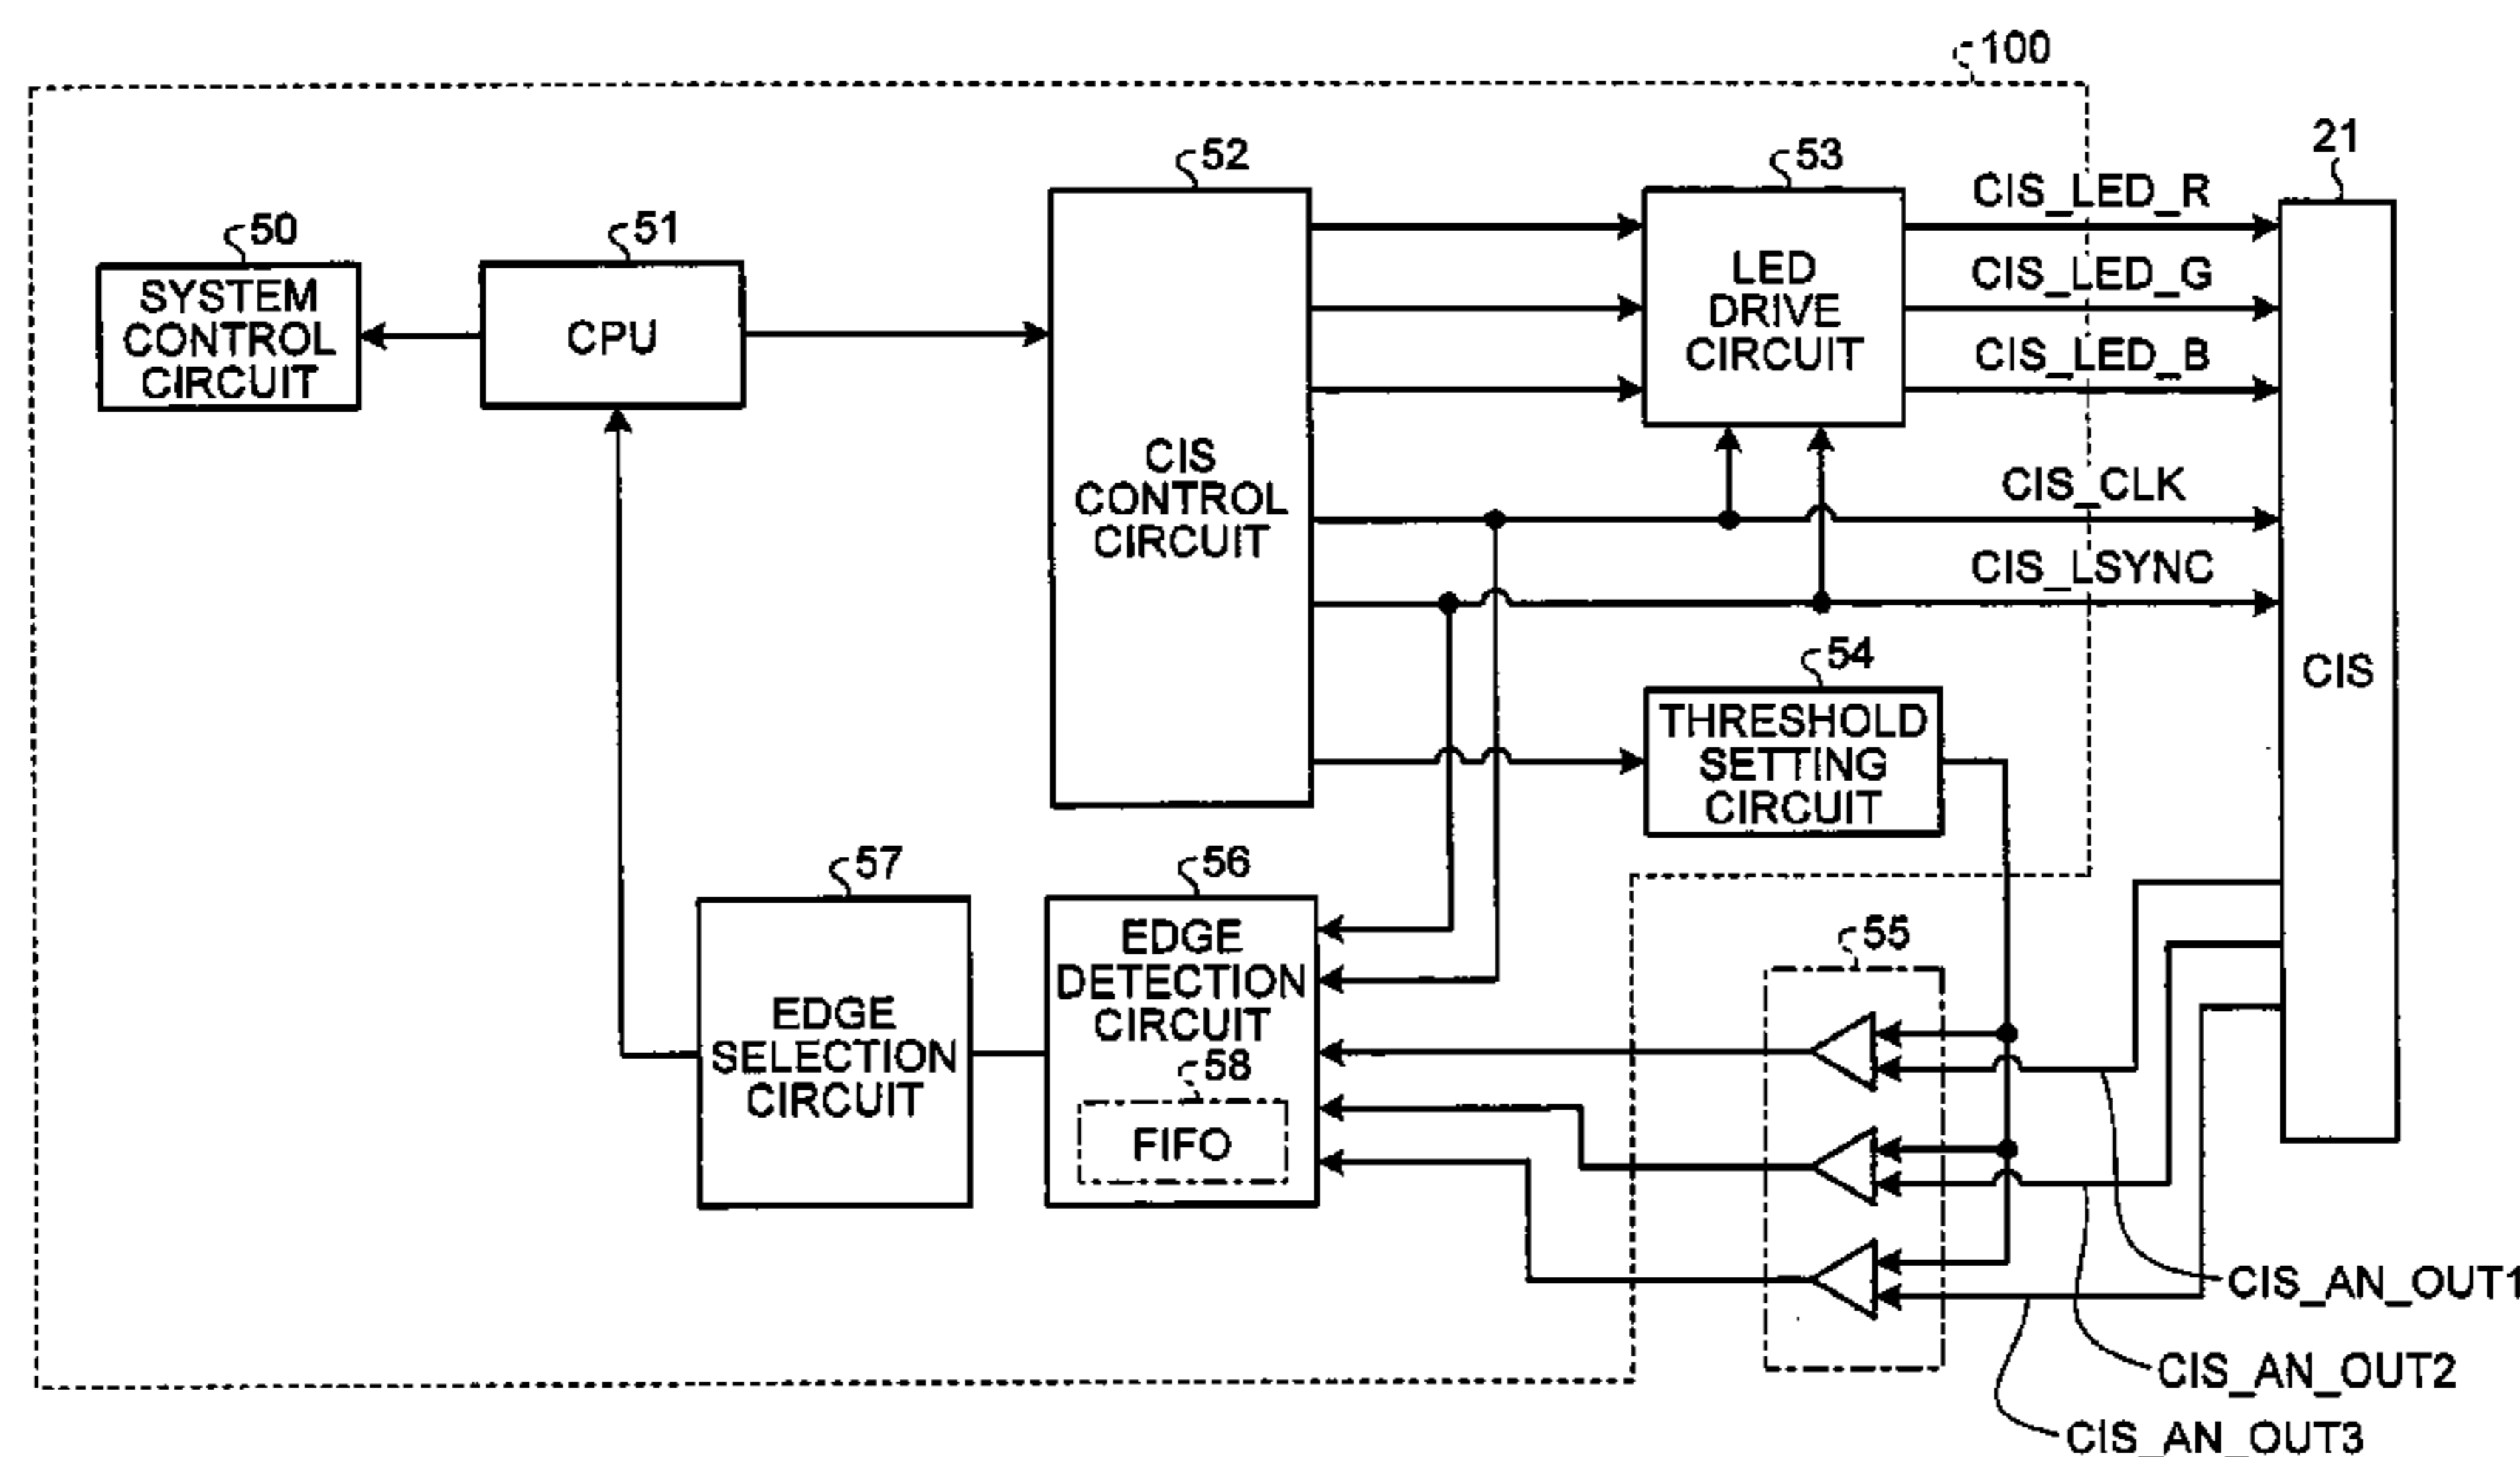 100
21
52
53
CIS_LED_R
50
51
SYSTEM
CONTROL
CIRCUIT
CPU
LED
DRIVE
CIRCUIT
CIS_LED_G
CIS_LED_B
CIS
CONTROL
CIRCUIT
CIS_CLK
CIS_LSYNC
54
CIS
THRESHOLD
SETTING
CIRCUIT
57
56
55
EDGE
SELECTION
CIRCUIT
EDGE
DETECTION
CIRCUIT
58
FIFO
CIS_AN_OUT1
CIS_AN_OUT2
CIS_AN_OUT3